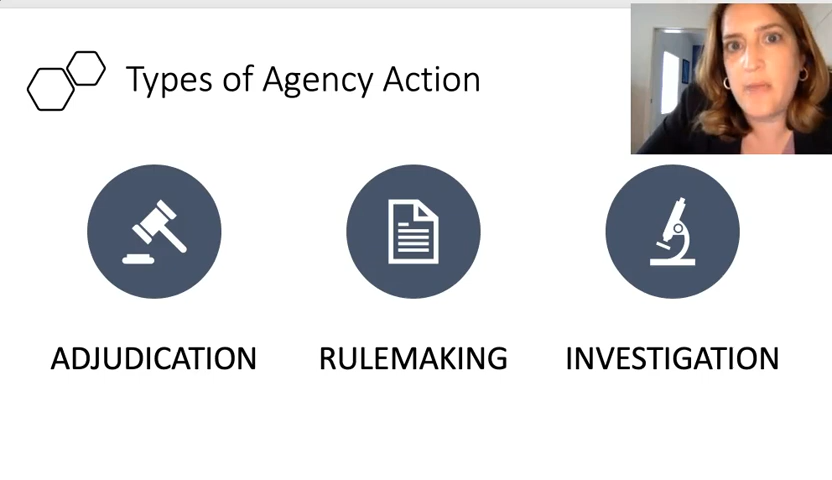 Types of Agency Action
ADJUDICATION
RULEMAKING
INVESTIGATION